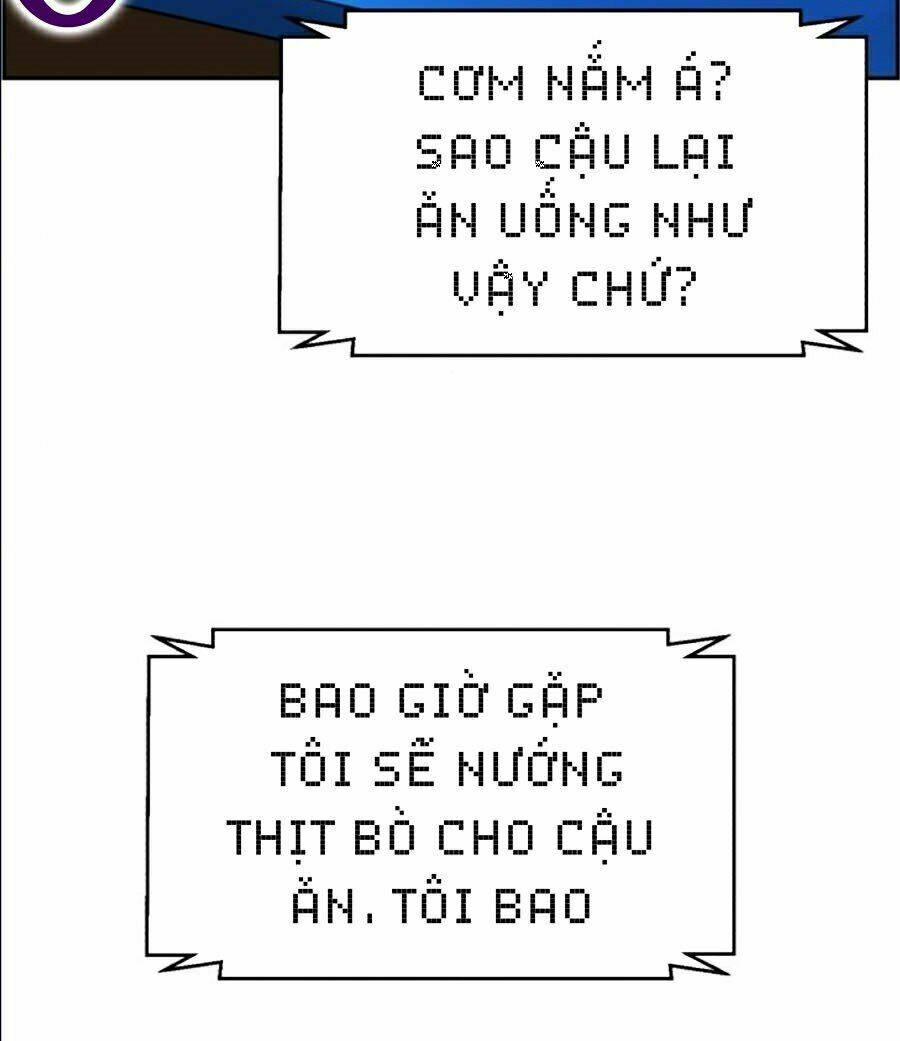 CƠM NẮM Á?
SAO CẬU LẠI
ĂN UỐNG NHƯ
VẬY CHỨ?
BAO GIỜ GẶP
TÔI SẼ NƯỚNG
THỊT BÒ CHO CẬU
ĂN. TÔI BAO